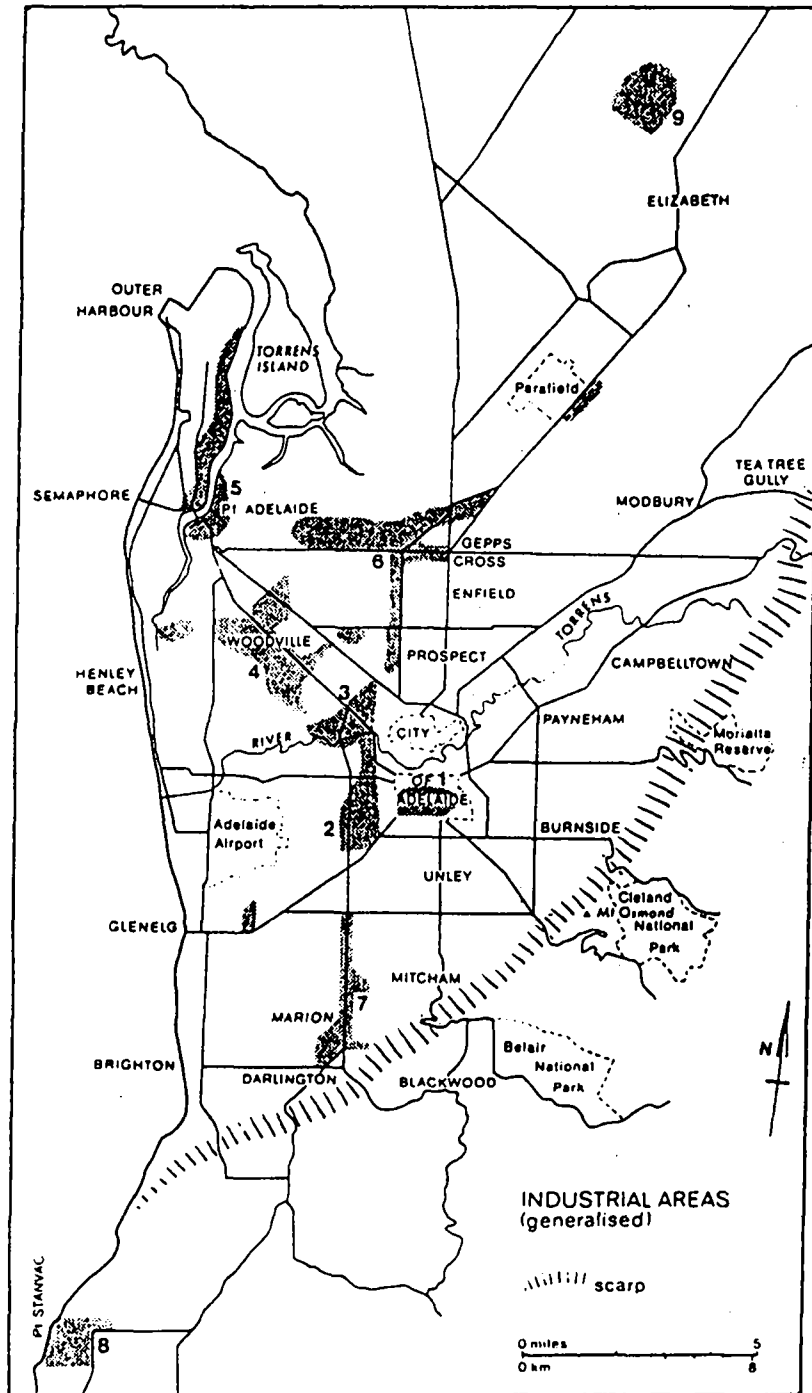 9
ELIZABETH
OUTER
HARBOUR
TORRENS
ISLAND
Parafield
TEA TREE
GULLY
SEMAPHORE
5
MODBURY
Pt ADELAIDE
GEPPS
6
CROSS
ENFIELD
TORRENS
WOODVILLE
PROSPECT
CAMPBELLTOWN
HENLEY
BEACH
4
3
PAYNEHAM
RIVER
CITY
Morialta
Reserve
OF 1
ADELAIDE
2
Adelaide
Airport
BURNSIDE
UNLEY
Cleland
Mt Osmond
National
Park
GLENELG
MITCHAM
7
MARION
N
BRIGHTON
DARLINGTON
BLACKWOOD
Belair
National
Park
INDUSTRIAL AREAS
(generalised)
scarp
Pt STANVAC
8
0 miles 5
0 km 8